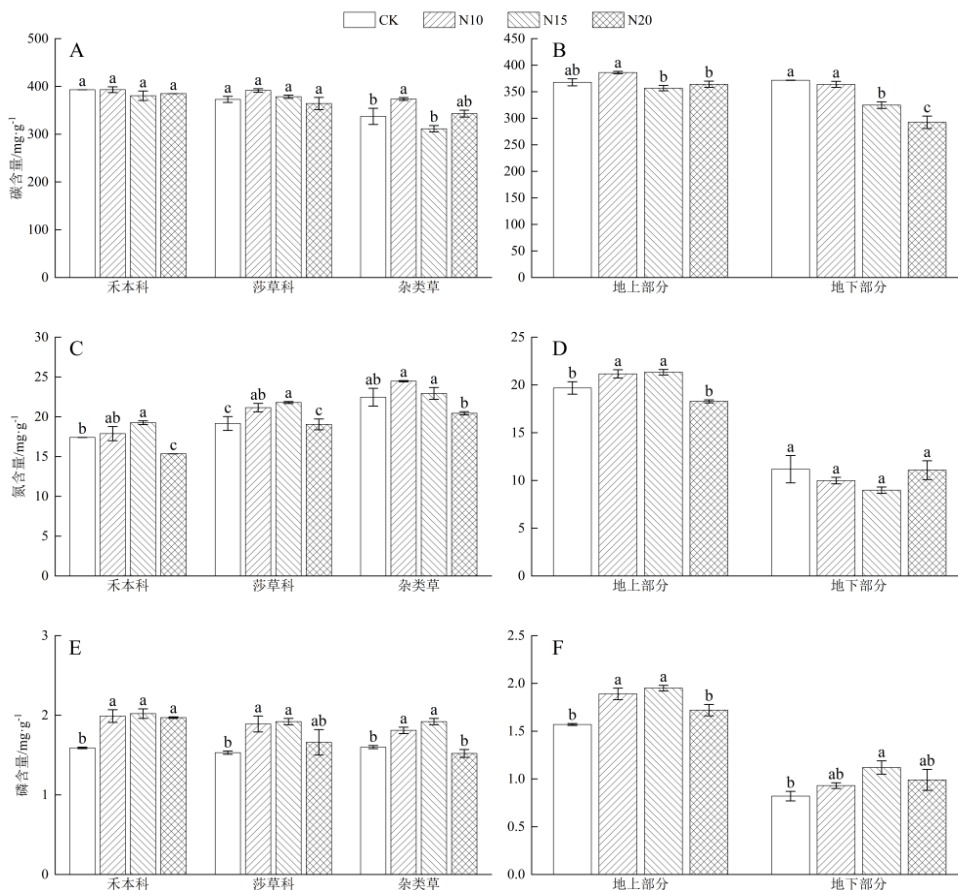 CK N10 N15 N20
A
碳含量/mg·g⁻¹
500
400
300
200
100
0
a a a a a a a a b a b ab
禾本科 莎草科 杂类草
B
450
400
350
300
250
200
150
100
50
0
ab a b b a a b c
地上部分 地下部分
C
氮含量/mg·g⁻¹
30
25
20
15
10
5
0
b ab a c c ab a c ab a a b
禾本科 莎草科 杂类草
D
25
20
15
10
5
0
b a a b a a a a
地上部分 地下部分
E
磷含量/mg·g⁻¹
3
2
1
0
b a a a b a a ab b a a b
禾本科 莎草科 杂类草
F
2.5
2.0
1.5
1.0
0.5
0.0
b a a b b ab a ab
地上部分 地下部分